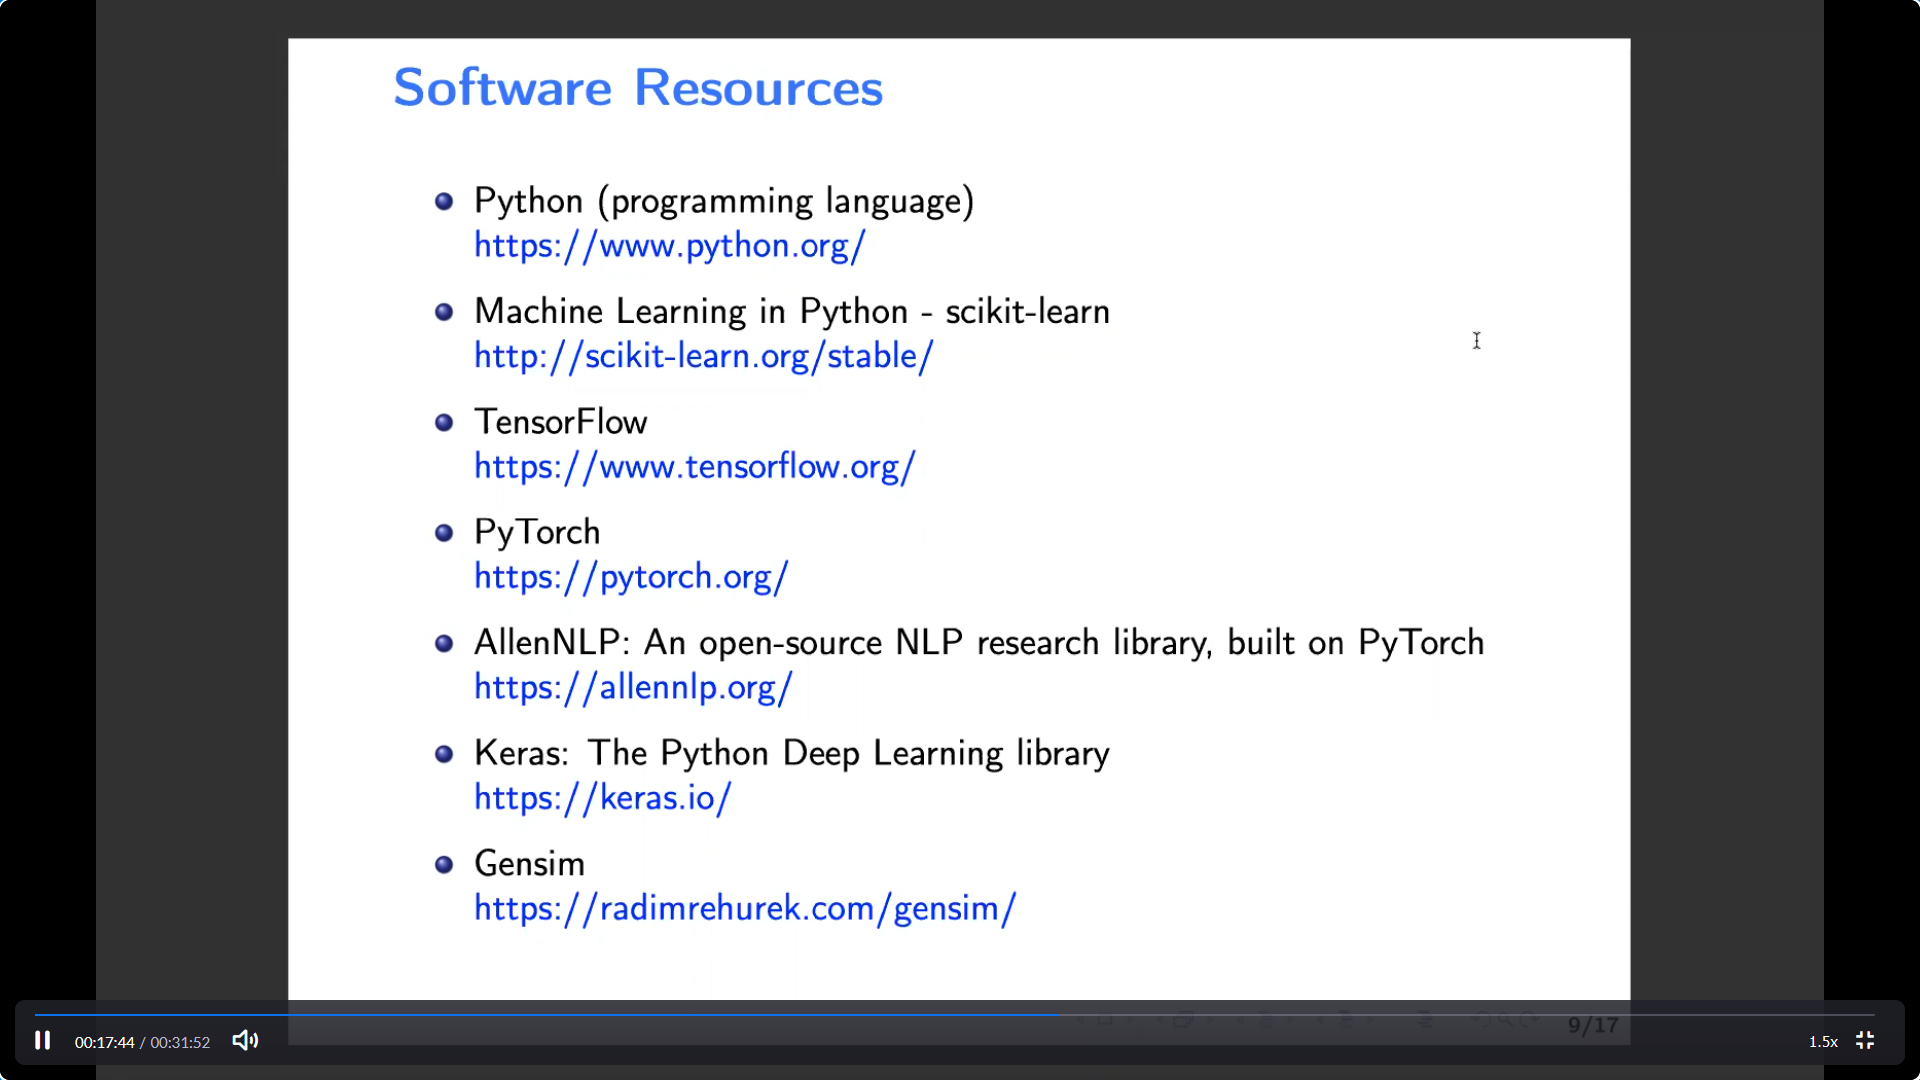 Software Resources
Python (programming language)
https://www.python.org/
Machine Learning in Python - scikit-learn
http://scikit-learn.org/stable/
TensorFlow
https://www.tensorflow.org/
PyTorch
https://pytorch.org/
AllenNLP: An open-source NLP research library, built on PyTorch
https://allennlp.org/
Keras: The Python Deep Learning library
https://keras.io/
Gensim
https://radimrehurek.com/gensim/
9/17
00:17:44 / 00:31:52
1.5x